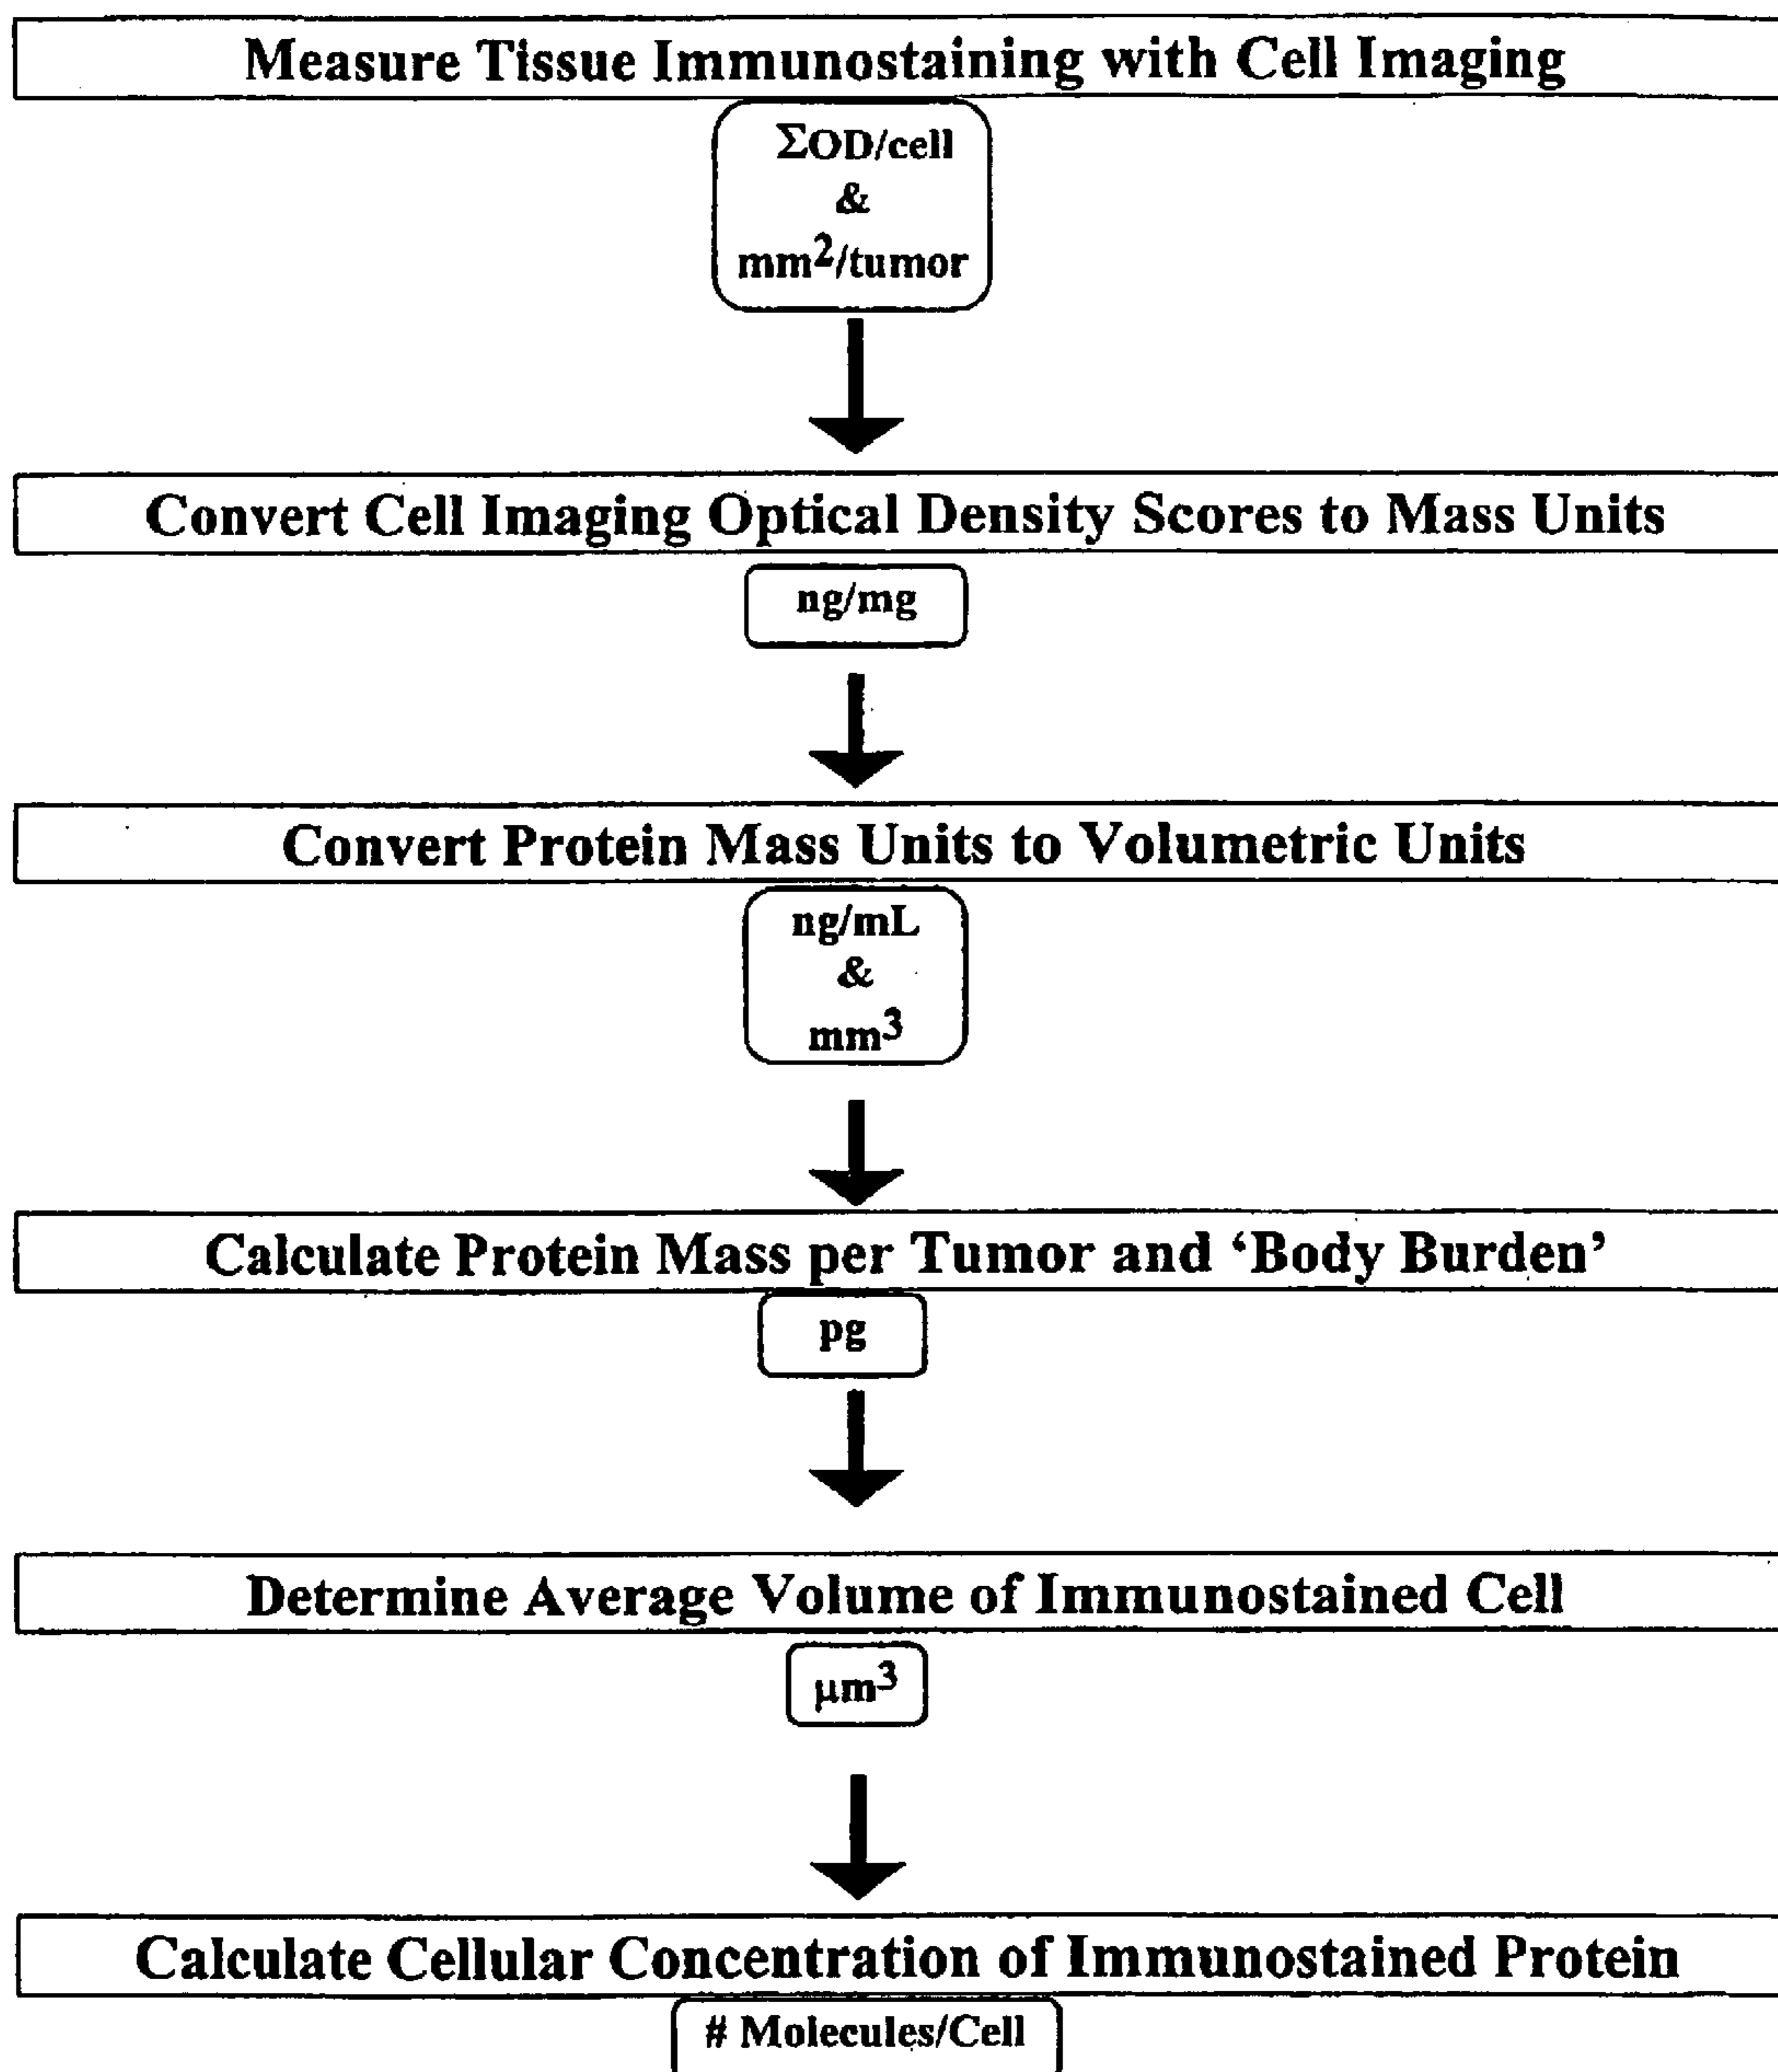 Measure Tissue Immunostaining with Cell Imaging
ΣOD/cell
&
mm²/tumor
Convert Cell Imaging Optical Density Scores to Mass Units
ng/mg
Convert Protein Mass Units to Volumetric Units
ng/mL
&
mm³
Calculate Protein Mass per Tumor and ‘Body Burden’
pg
Determine Average Volume of Immunostained Cell
µm³
Calculate Cellular Concentration of Immunostained Protein
# Molecules/Cell